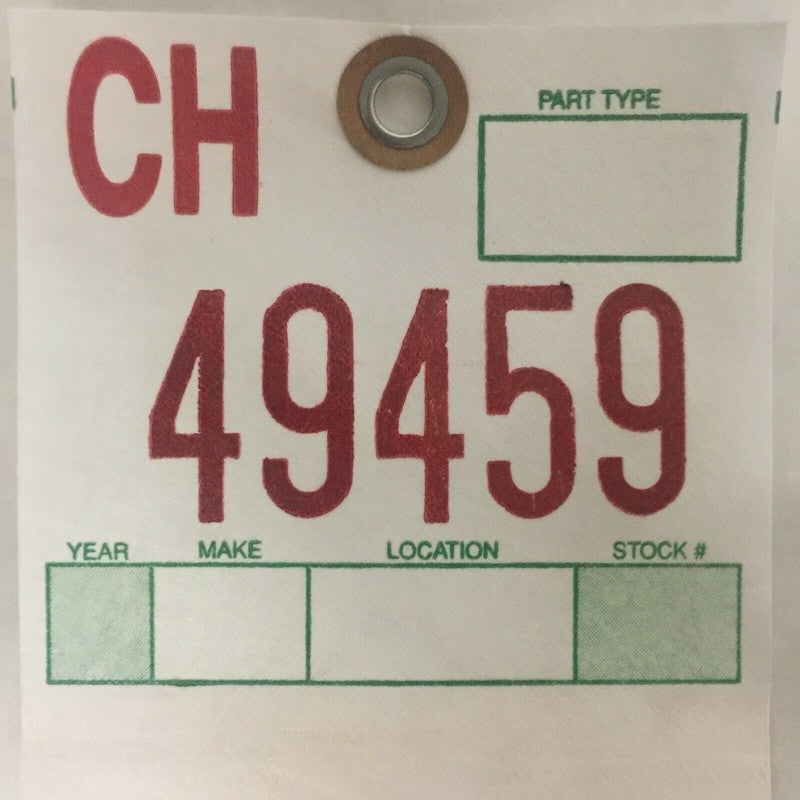 CH
PART TYPE
49459
YEAR MAKE LOCATION STOCK #